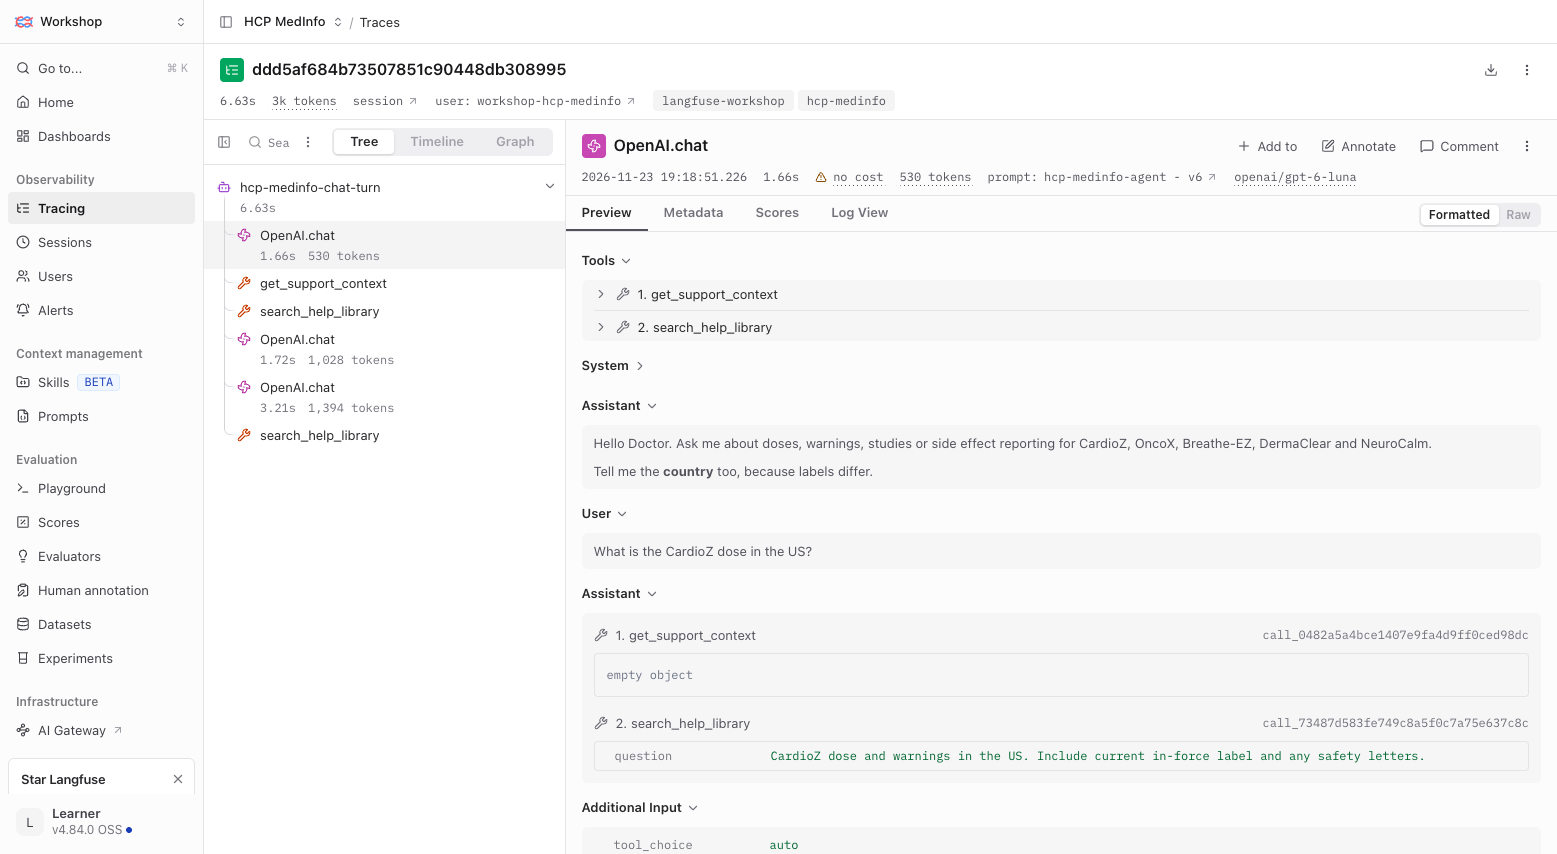 Workshop
Go to...
⌘ K
Home
Dashboards
Observability
Tracing
Sessions
Users
Alerts
Context management
Skills BETA
Prompts
Evaluation
Playground
Scores
Evaluators
Human annotation
Datasets
Experiments
Infrastructure
AI Gateway
Star Langfuse
L
Learner
v4.84.0 OSS
HCP MedInfo / Traces
ddd5af684b73507851c90448db308995
6.63s 3k tokens session user: workshop-hcp-medinfo langfuse-workshop hcp-medinfo
Sea
Tree Timeline Graph
hcp-medinfo-chat-turn
6.63s
OpenAI.chat
1.66s 530 tokens
get_support_context
search_help_library
OpenAI.chat
1.72s 1,028 tokens
OpenAI.chat
3.21s 1,394 tokens
search_help_library
OpenAI.chat
Add to Annotate Comment
2026-11-23 19:18:51.226 1.66s no cost 530 tokens prompt: hcp-medinfo-agent - v6 openai/gpt-6-luna
Preview Metadata Scores Log View
Formatted Raw
Tools
1. get_support_context
2. search_help_library
System
Assistant
Hello Doctor. Ask me about doses, warnings, studies or side effect reporting for CardioZ, OncoX, Breathe-EZ, DermaClear and NeuroCalm.
Tell me the country too, because labels differ.
User
What is the CardioZ dose in the US?
Assistant
1. get_support_context call_0482a5a4bce1407e9fa4d9ff0ced98dc
empty object
2. search_help_library call_73487d583fe749c8a5f0c7a75e637c8c
question CardioZ dose and warnings in the US. Include current in-force label and any safety letters.
Additional Input
tool_choice auto